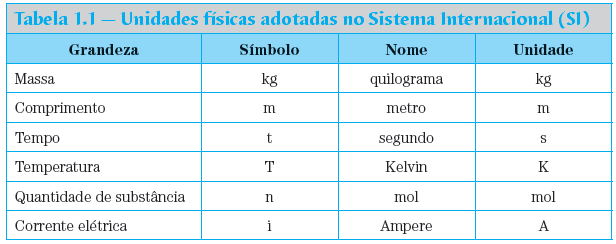 Tabela 1.1 — Unidades físicas adotadas no Sistema Internacional (SI)
Grandeza Símbolo Nome Unidade
Massa kg quilograma kg
Comprimento m metro m
Tempo t segundo s
Temperatura T Kelvin K
Quantidade de substância n mol mol
Corrente elétrica i Ampere A